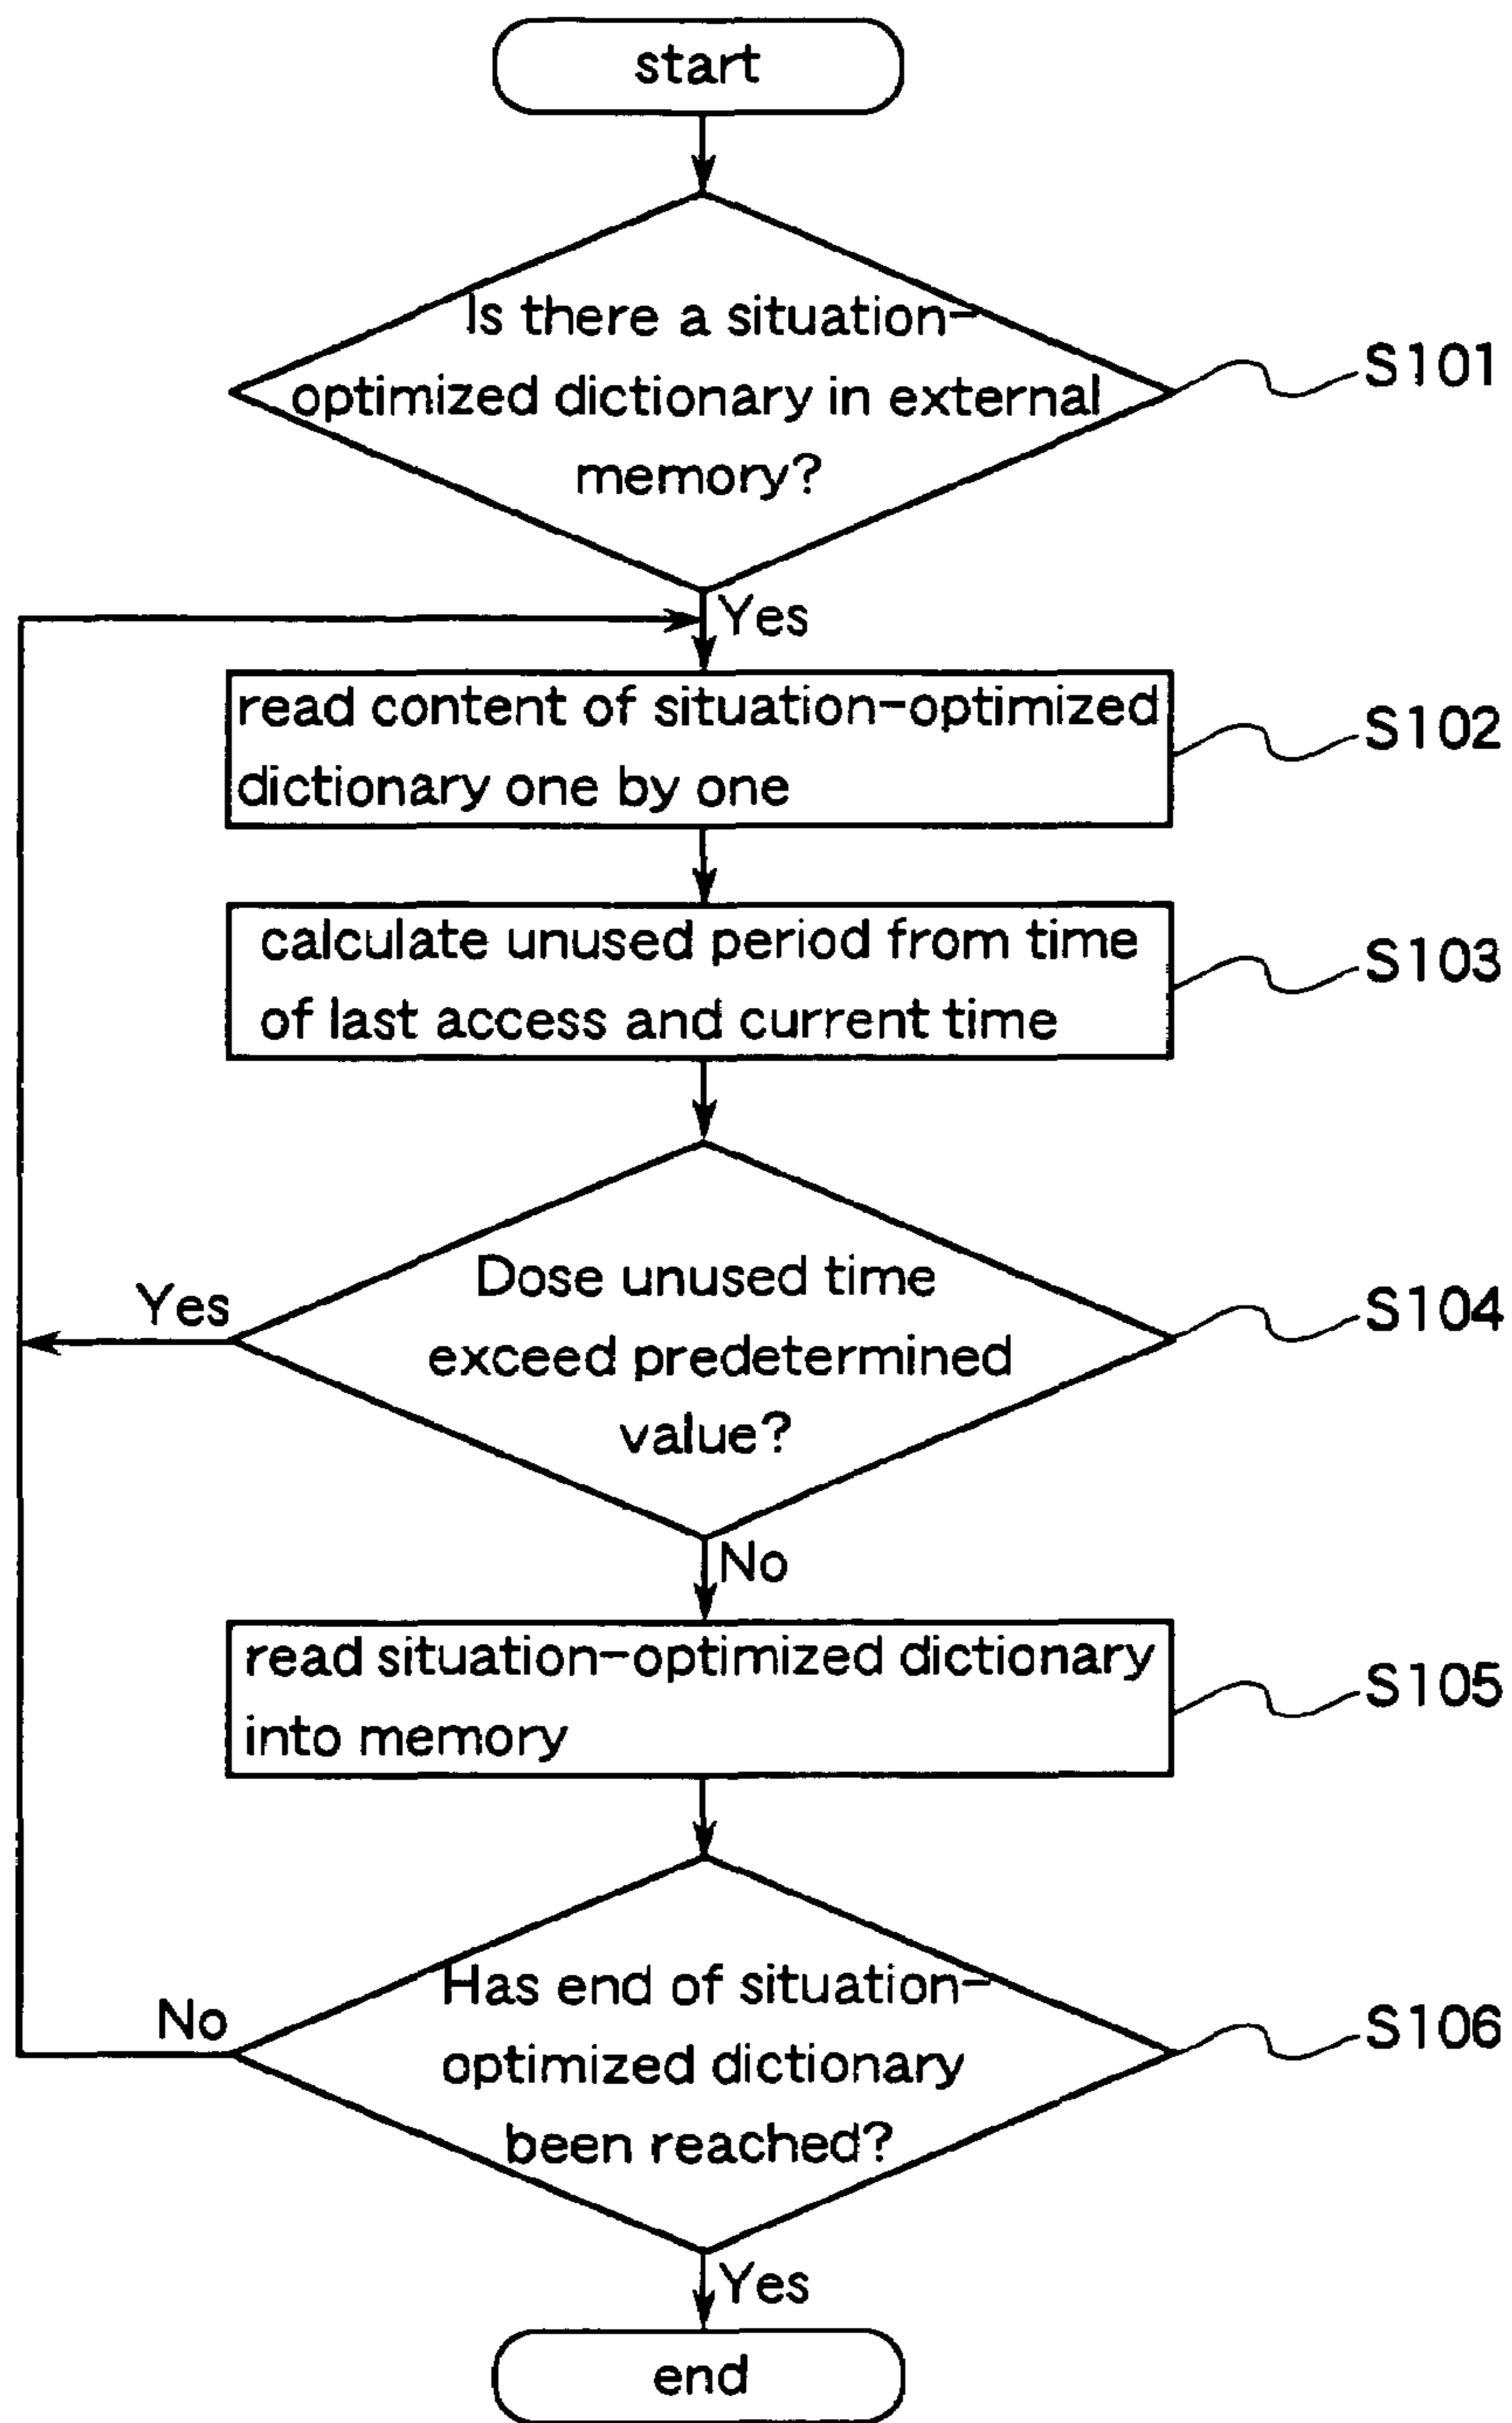 start
Is there a situation-
optimized dictionary in external
memory?
S101
Yes
read content of situation-optimized
dictionary one by one
S102
calculate unused period from time
of last access and current time
S103
Dose unused time
exceed predetermined
value?
S104
Yes
No
read situation-optimized dictionary
into memory
S105
Has end of situation-
optimized dictionary
been reached?
S106
No
Yes
end